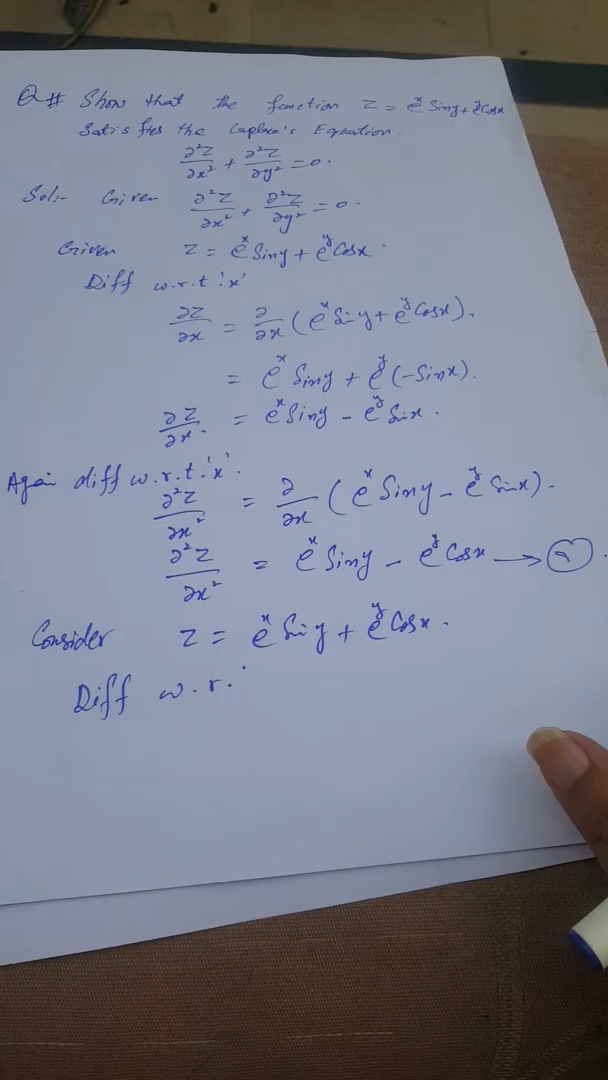 Q# Show that the function Z = e^x Siny + e^y Cosx
Satisfies the Laplace's Equation.
∂²Z/∂x² + ∂²Z/∂y² = 0.
Sol:- Given ∂²Z/∂x² + ∂²Z/∂y² = 0.
Given Z = e^x Siny + e^y Cosx.
Diff w.r.t 'x'
∂Z/∂x = ∂/∂x (e^x Siny + e^y Cosx).
= e^x Siny + e^y (-Sinx).
∂Z/∂x. = e^x Siny - e^y Sinx.
Again diff w.r.t. 'x'.
∂²Z/∂x² = ∂/∂x (e^x Siny - e^y Sinx).
∂²Z/∂x² = e^x Siny - e^y Cosx →
Consider Z = e^x Siny + e^y Cosx.
Diff w.r.